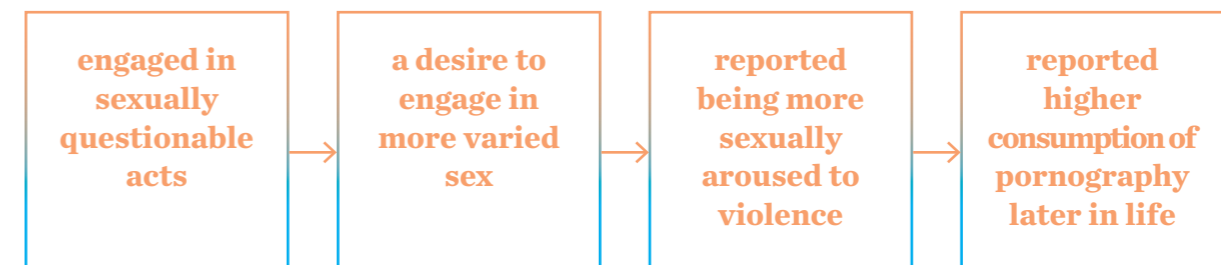 engaged in
sexually
questionable
acts
a desire to
engage in
more varied
sex
reported
being more
sexually
aroused to
violence
reported
higher
consumption of
pornography
later in life